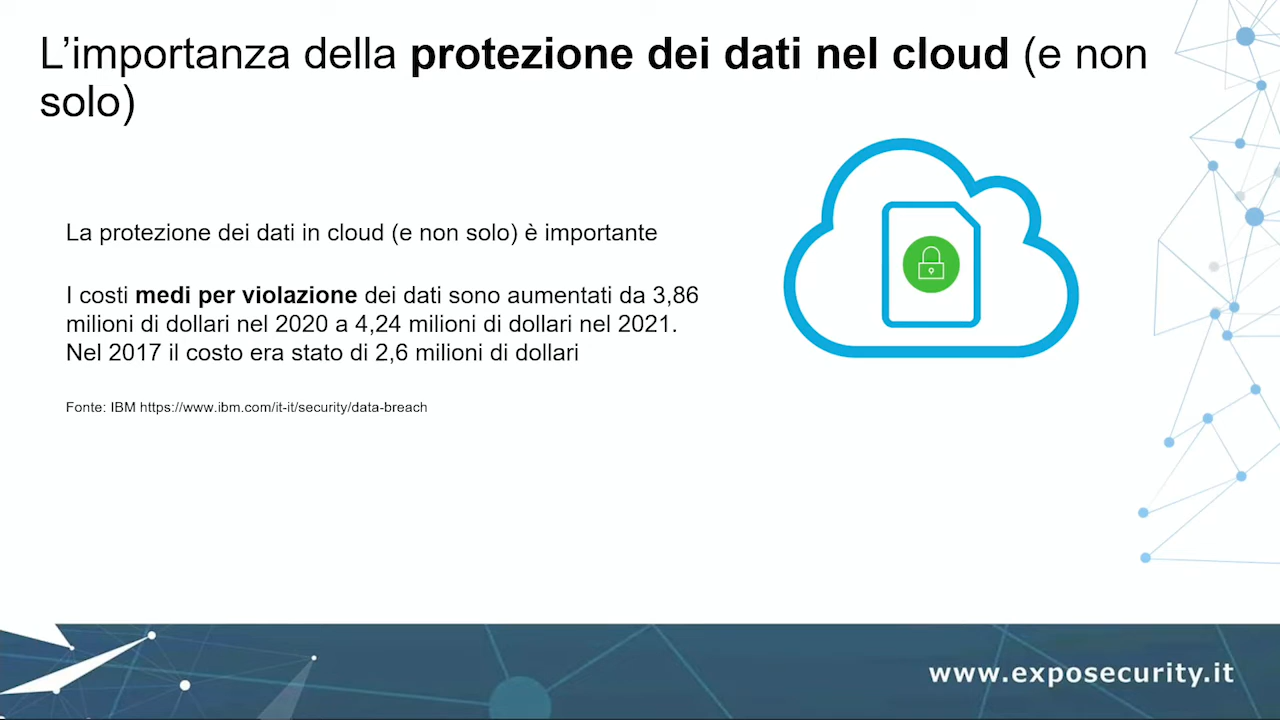 L’importanza della protezione dei dati nel cloud (e non
solo)
La protezione dei dati in cloud (e non solo) è importante
I costi medi per violazione dei dati sono aumentati da 3,86
milioni di dollari nel 2020 a 4,24 milioni di dollari nel 2021.
Nel 2017 il costo era stato di 2,6 milioni di dollari
Fonte: IBM https://www.ibm.com/it-it/security/data-breach
www.exposecurity.it